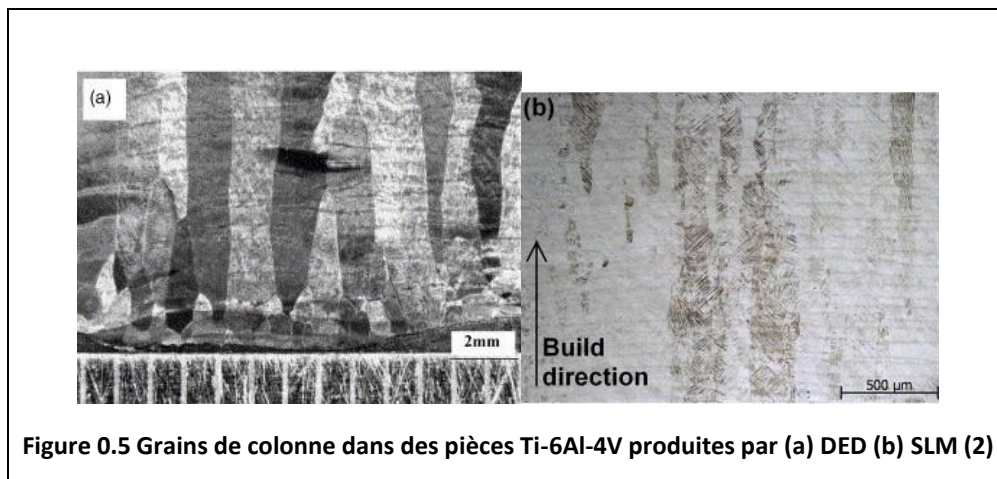 (a)
(b)
2mm
Build
direction
500 µm
Figure 0.5 Grains de colonne dans des pièces Ti-6Al-4V produites par (a) DED (b) SLM (2)